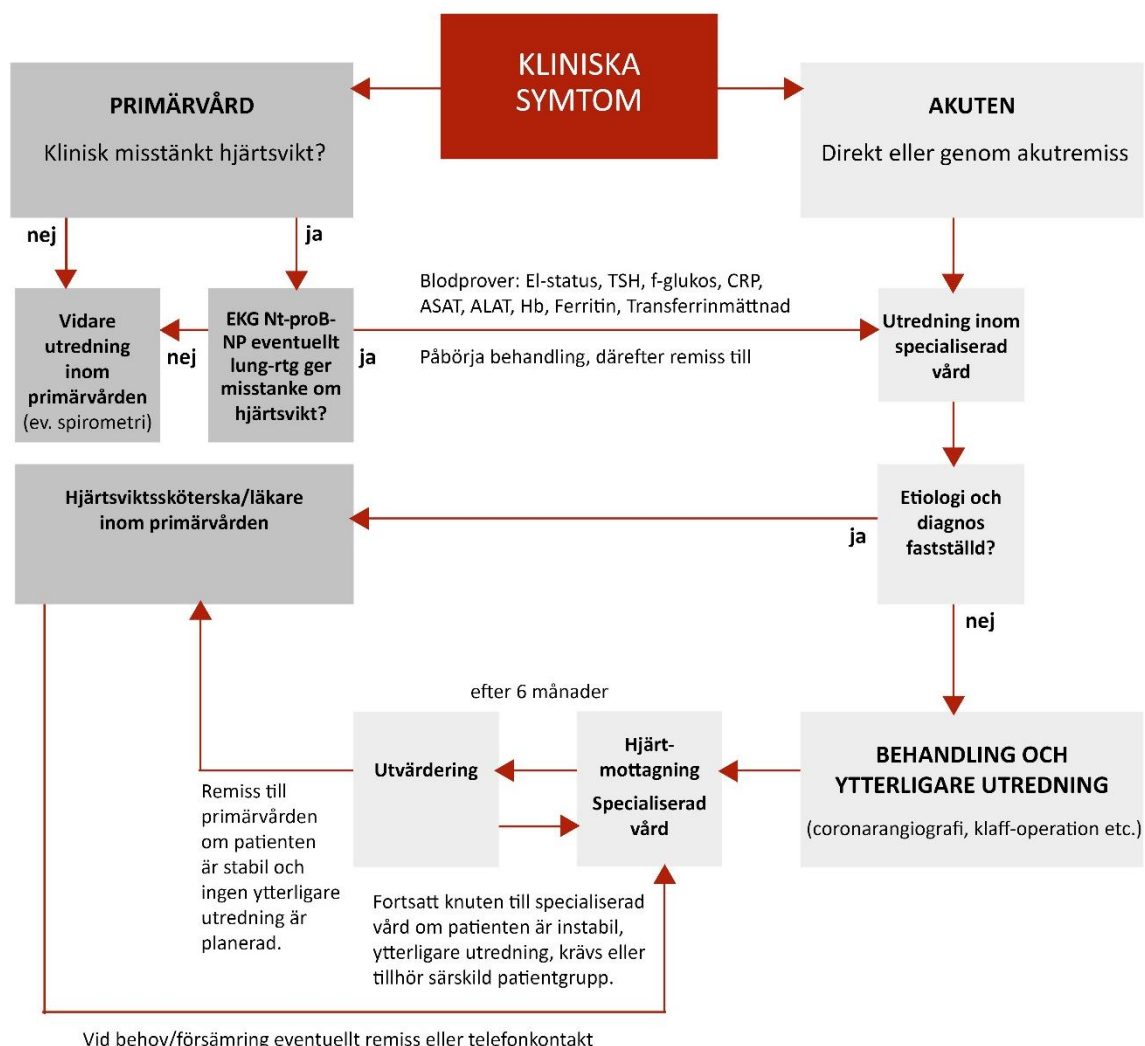 KLINISKA
SYMTOM
PRIMÄRVÅRD
Klinisk misstänkt hjärtsvikt?
AKUTEN
Direkt eller genom akutremiss
nej
ja
Blodprover: El-status, TSH, f-glukos, CRP,
ASAT, ALAT, Hb, Ferritin, Transferrinmättnad
Vidare
utredning
inom
primärvården
(ev. spirometri)
nej
EKG Nt-proB-
NP eventuellt
lung-rtg ger
misstanke om
hjärtsvikt?
ja
Påbörja behandling, därefter remiss till
Utredning inom
specialiserad
vård
Hjärtsviktssköterska/läkare
inom primärvården
ja
Etiologi och
diagnos
fastställd?
nej
efter 6 månader
Utvärdering
Hjärt-
mottagning
Specialiserad
vård
BEHANDLING OCH
YTTERLIGARE UTREDNING
(coronarangiografi, klaff-operation etc.)
Remiss till
primärvården
om patienten
är stabil och
ingen ytterligare
utredning är
planerad.
Fortsatt knuten till specialiserad
vård om patienten är instabil,
ytterligare utredning, krävs eller
tillhör särskild patientgrupp.
Vid behov/försämring eventuellt remiss eller telefonkontakt